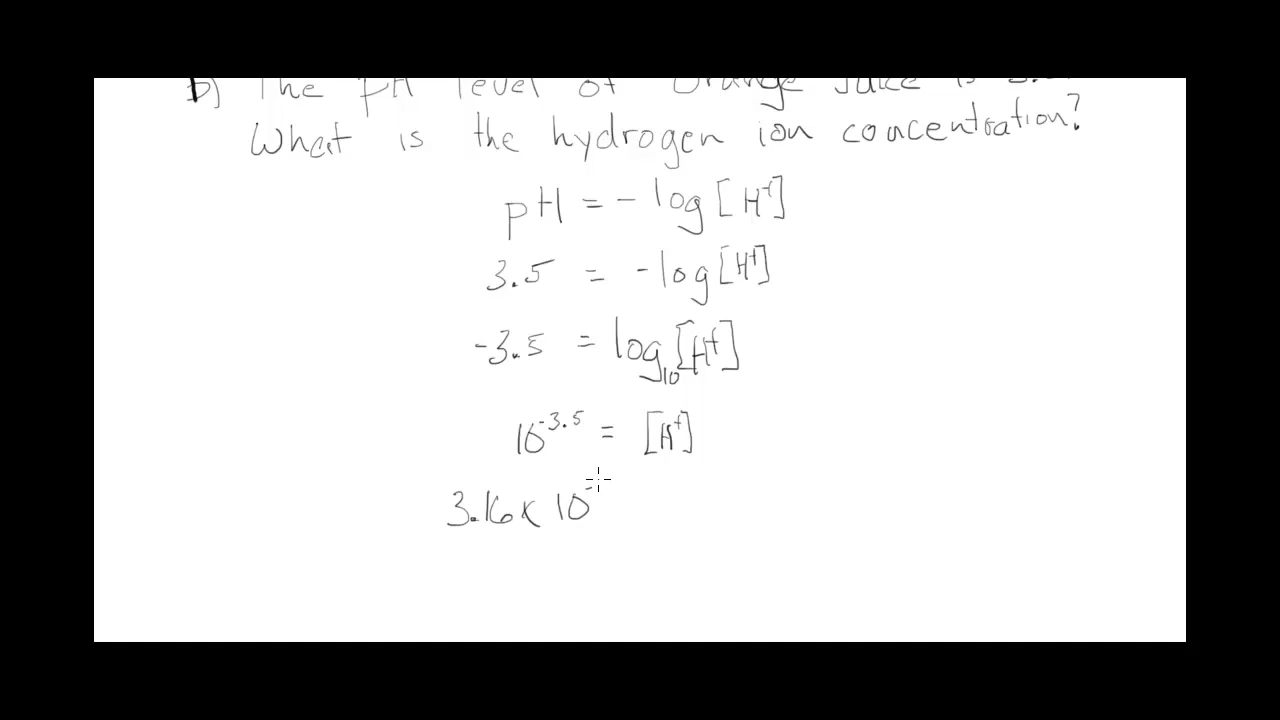 b) The pH level of Orange Juice is
What is the hydrogen ion concentration?
pH = - log [H⁺]
3.5 = -log [H⁺]
-3.5 = log₁₀ [H⁺]
10⁻³·⁵ = [H⁺]
3.16 x 10⁻